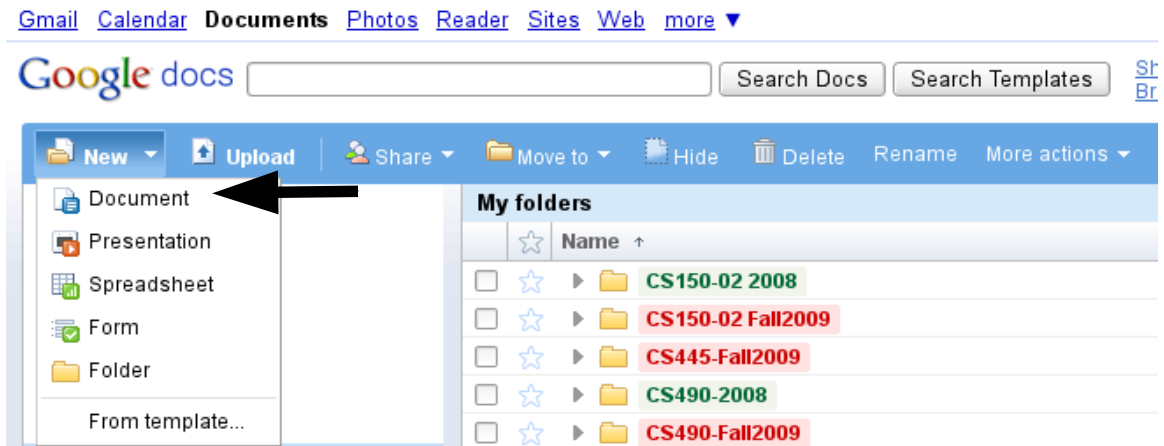 Gmail Calendar Documents Photos Reader Sites Web more ▼
Google docs Search Docs Search Templates Sh
Br
New Upload Share Move to Hide Delete Rename More actions
Document
Presentation
Spreadsheet
Form
Folder
From template...
My folders
Name ↑
CS150-02 2008
CS150-02 Fall2009
CS445-Fall2009
CS490-2008
CS490-Fall2009